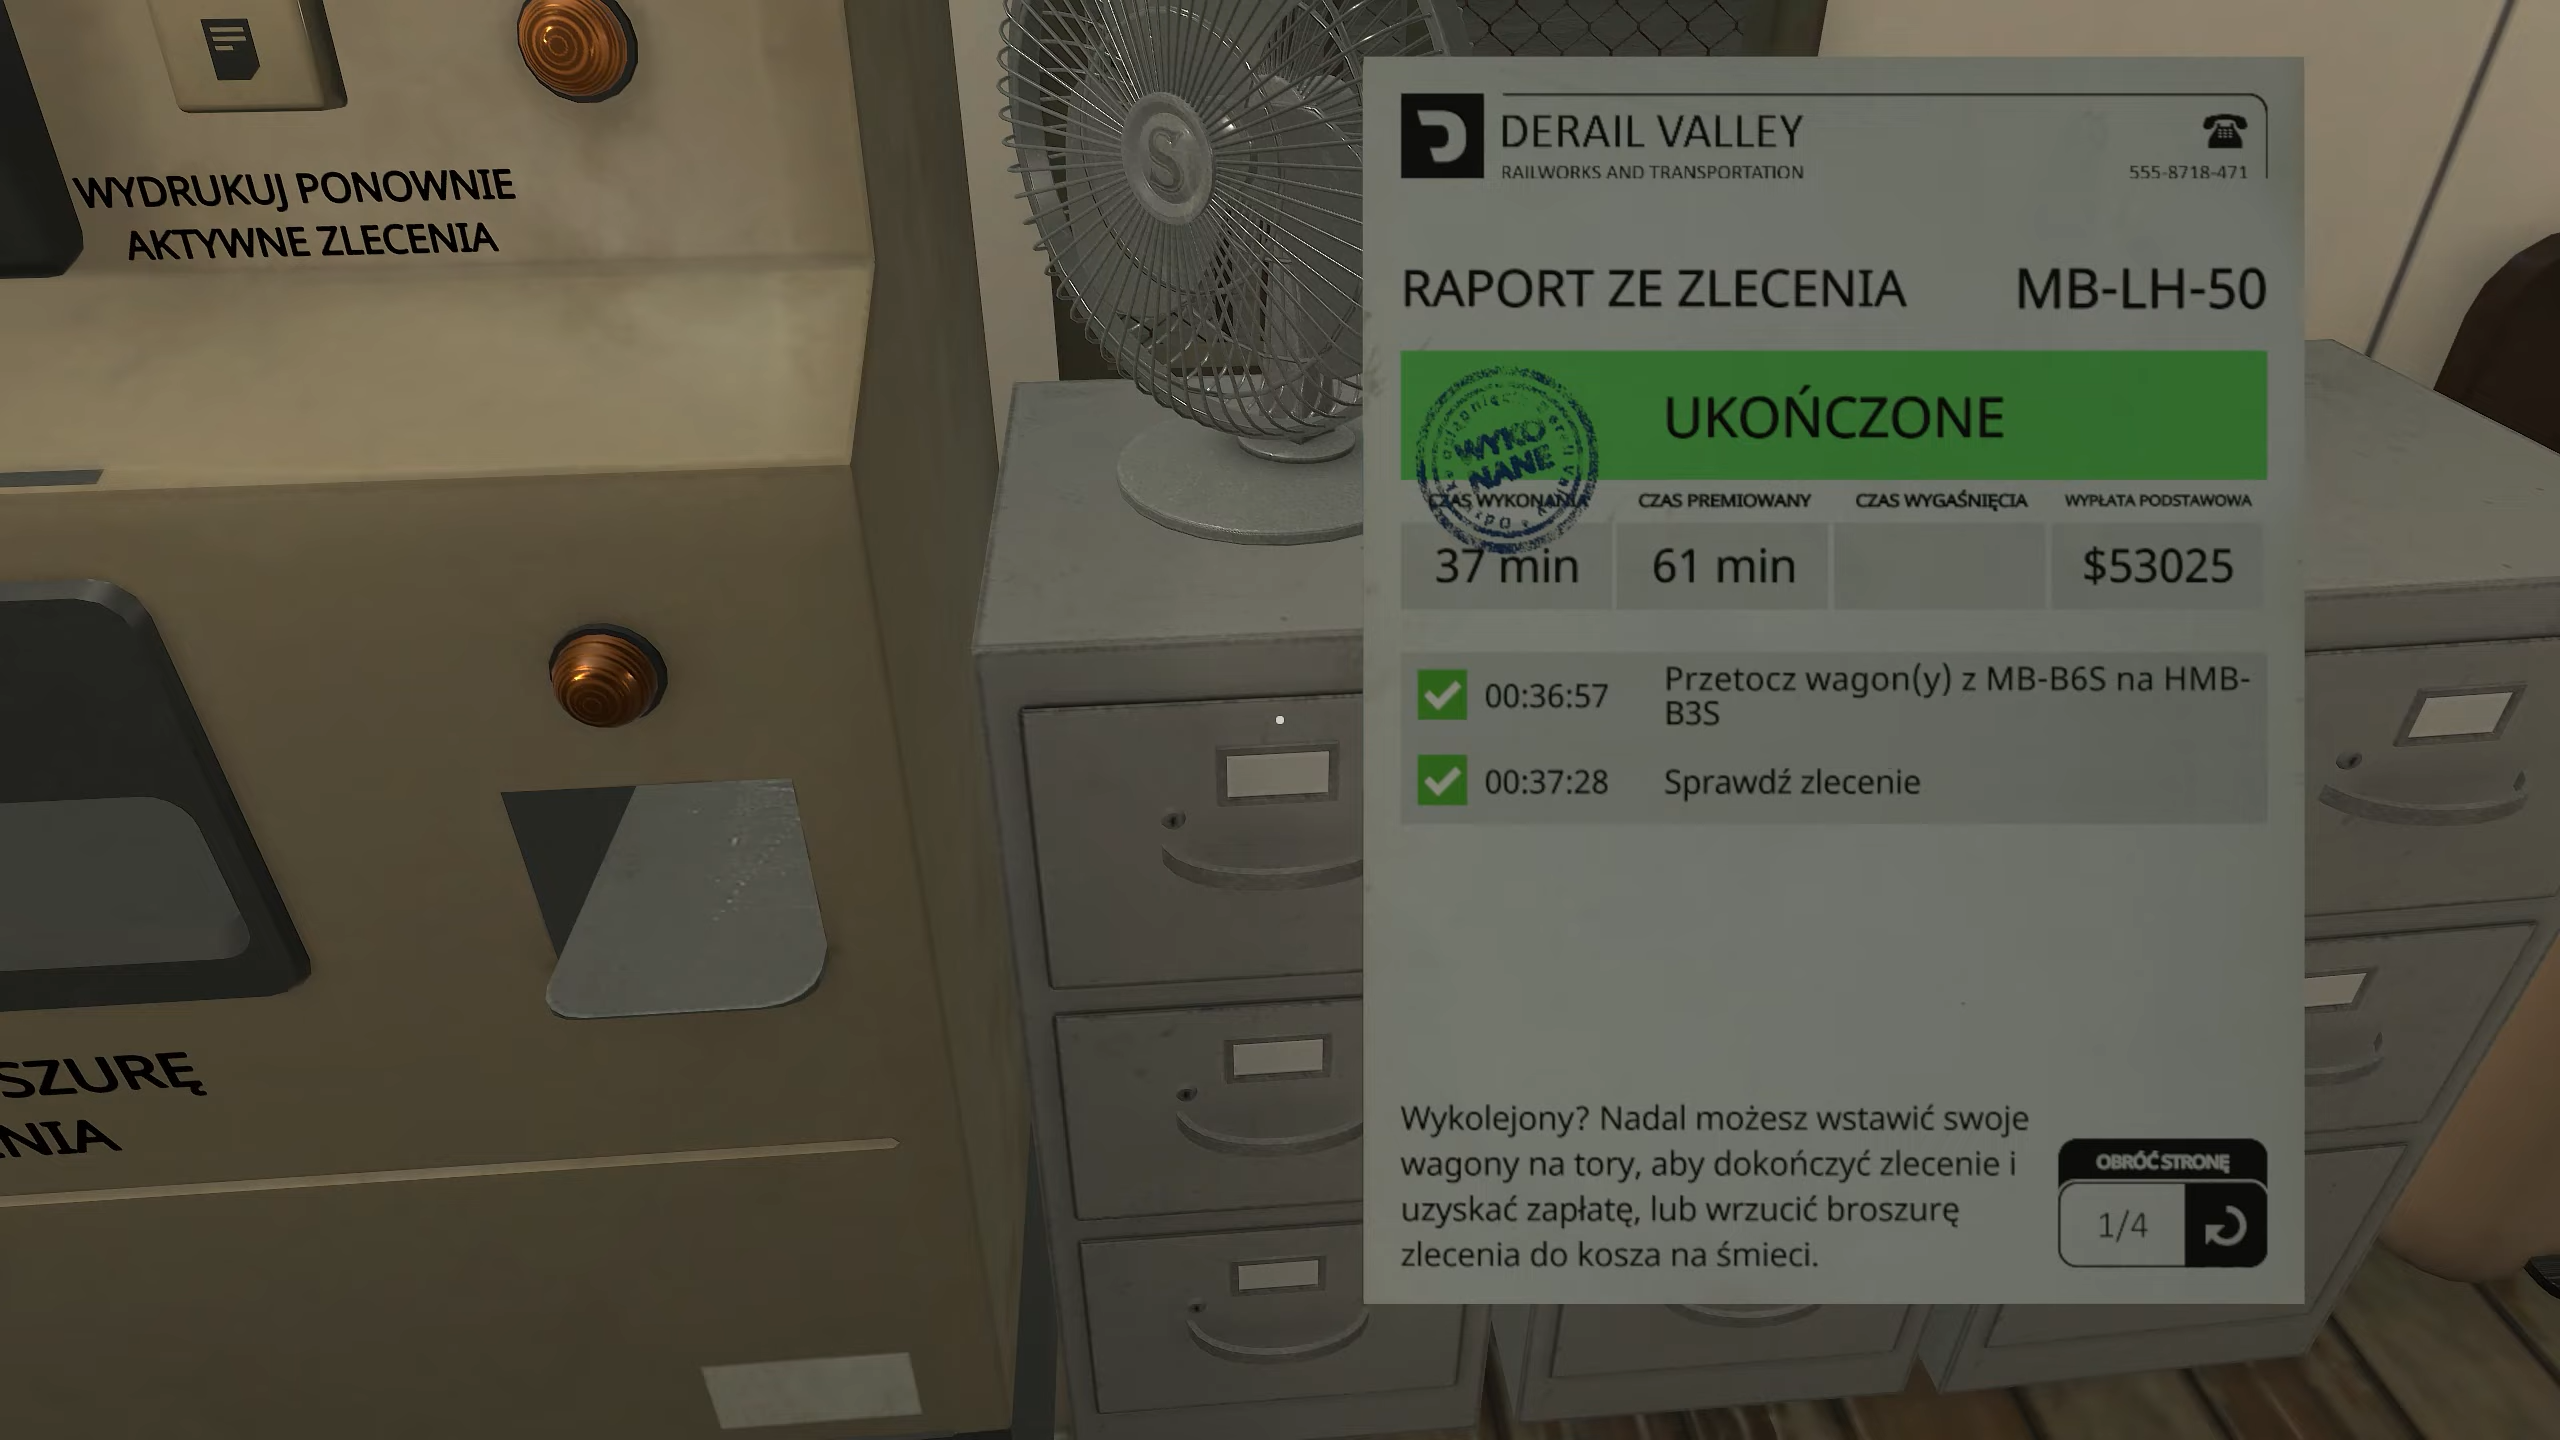 WYDRUKUJ PONOWNIE
AKTYWNE ZLECENIA
SZURĘ
NIA
S
DERAIL VALLEY
RAILWORKS AND TRANSPORTATION
555-8718-471
RAPORT ZE ZLECENIA MB-LH-50
UKOŃCZONE
WYKO
NANE
CZAS WYKONANIA CZAS PREMIOWANY CZAS WYGAŚNIĘCIA WYPŁATA PODSTAWOWA
37 min 61 min $53025
00:36:57 Przetocz wagon(y) z MB-B6S na HMB-
B3S
00:37:28 Sprawdź zlecenie
Wykolejony? Nadal możesz wstawić swoje
wagony na tory, aby dokończyć zlecenie i
uzyskać zapłatę, lub wrzucić broszurę
zlecenia do kosza na śmieci.
OBRÓĆ STRONĘ
1/4